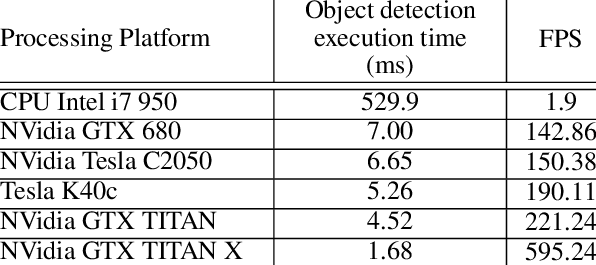 Processing Platform Object detection execution time (ms) FPS
CPU Intel i7 950 529.9 1.9
NVidia GTX 680 7.00 142.86
NVidia Tesla C2050 6.65 150.38
Tesla K40c 5.26 190.11
NVidia GTX TITAN 4.52 221.24
NVidia GTX TITAN X 1.68 595.24